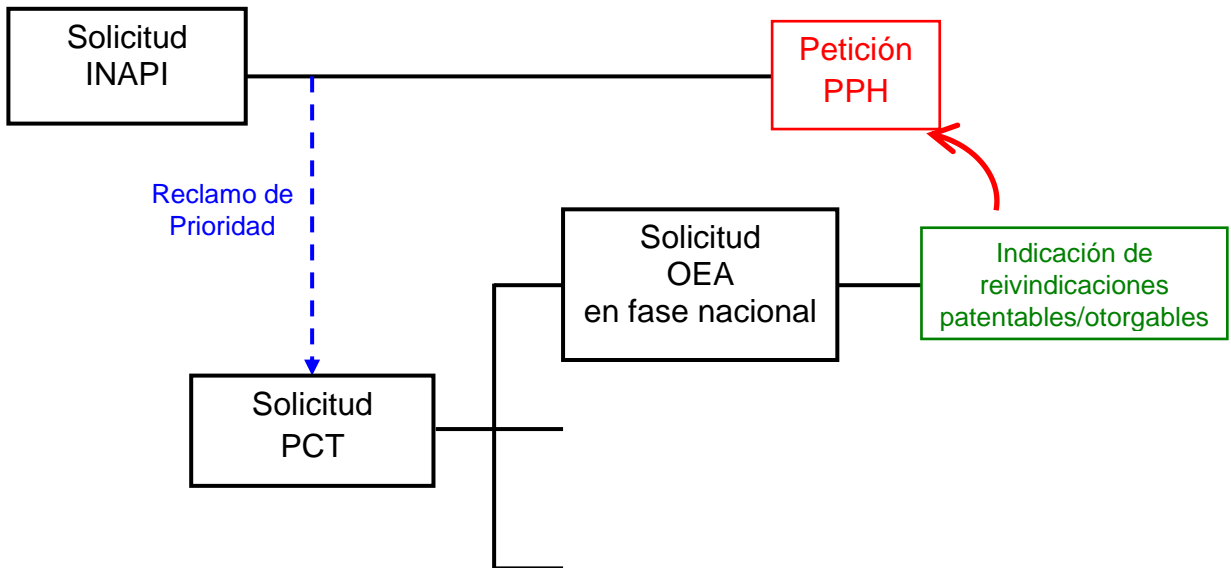 Solicitud
INAPI
Petición
PPH
Reclamo de
Prioridad
Solicitud
OEA
en fase nacional
Indicación de
reivindicaciones
patentables/otorgables
Solicitud
PCT